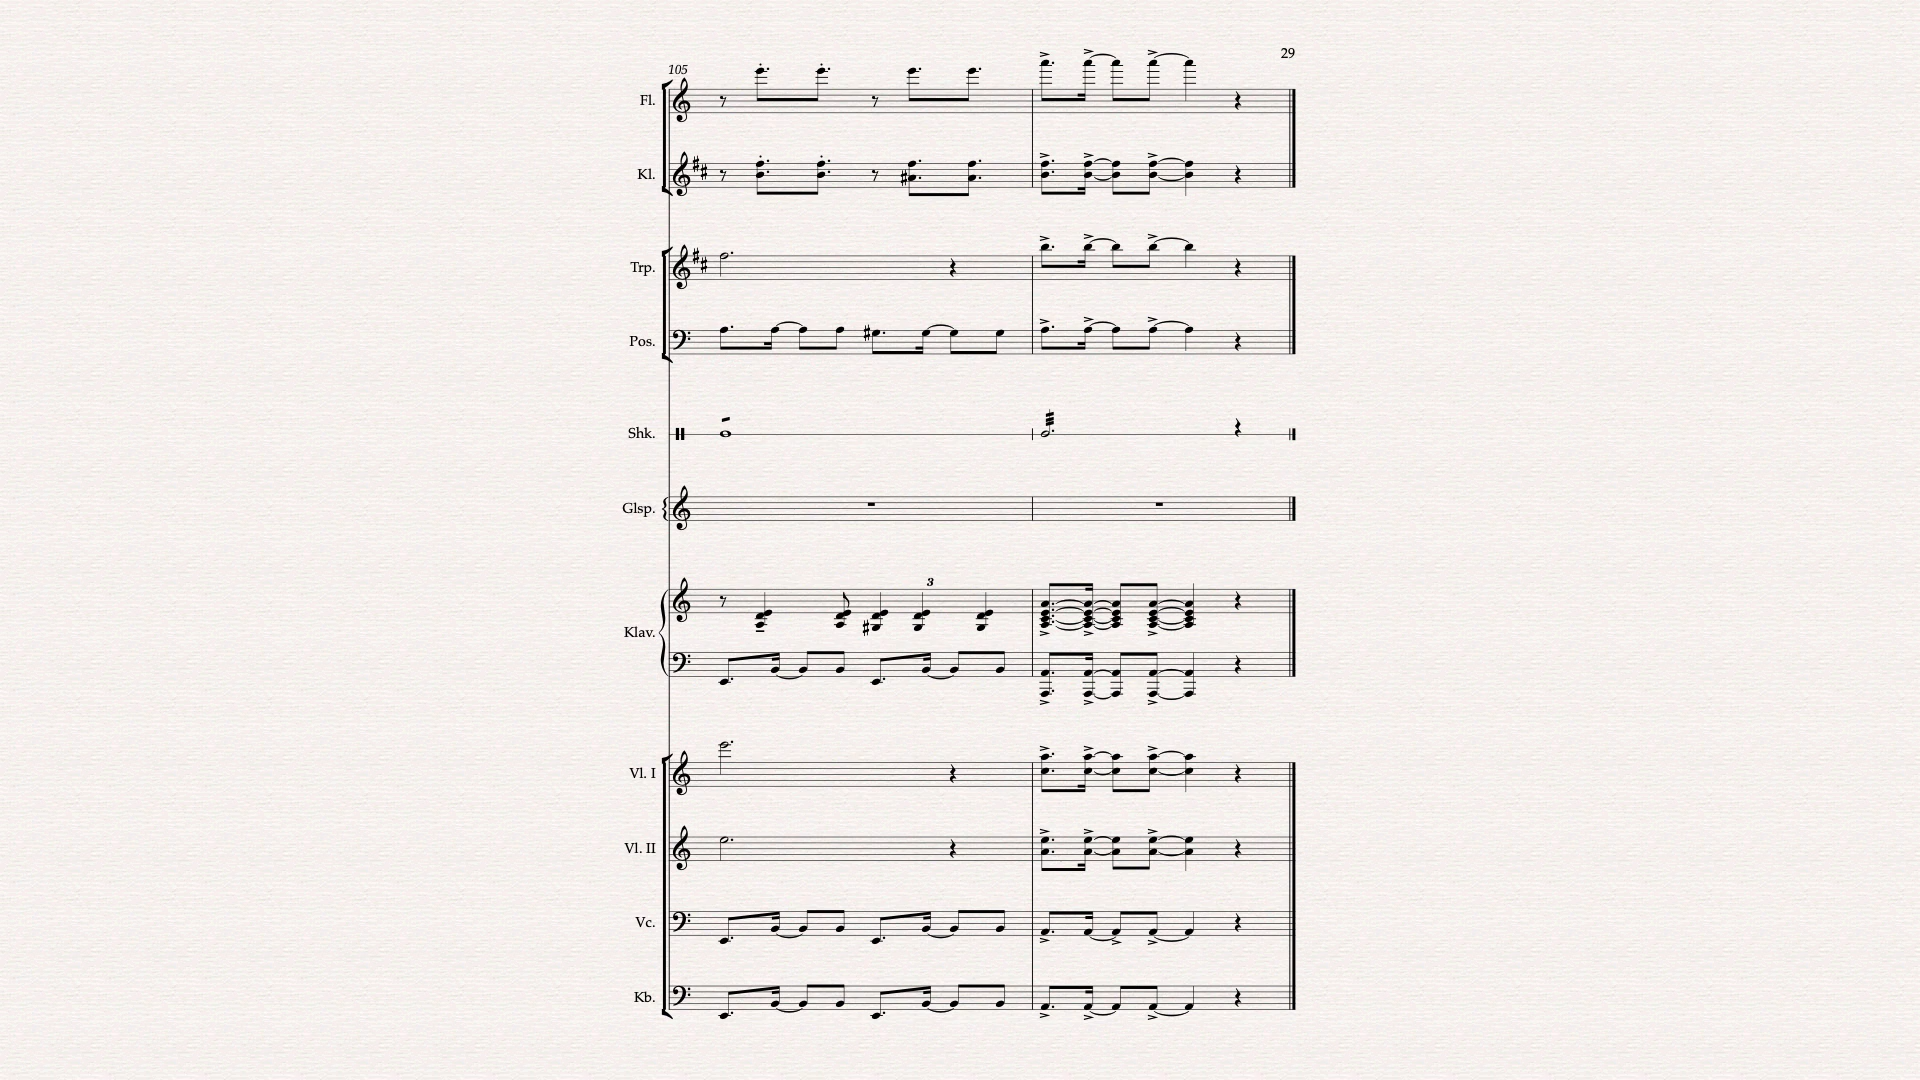 29
105
Fl.
Kl.
Trp.
Pos.
Shk.
Glsp.
3
Klav.
Vl. I
Vl. II
Vc.
Kb.